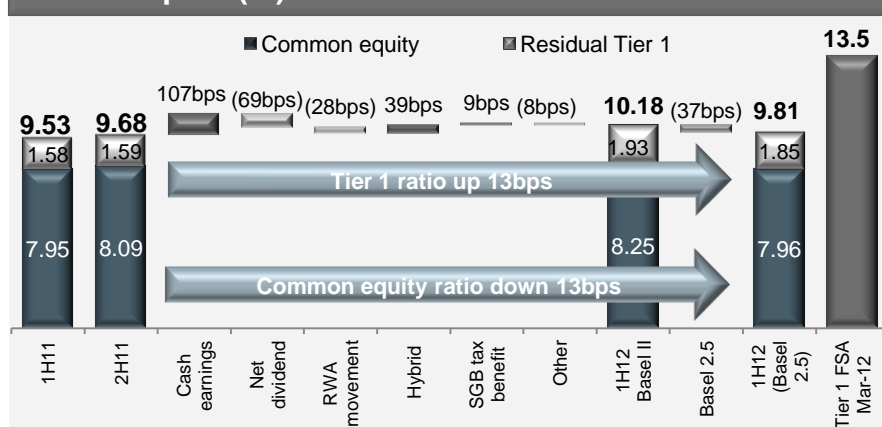 Common equity
Residual Tier 1
13.5
107bps
(69bps)
(28bps)
39bps
9bps
(8bps)
10.18
(37bps)
9.81
9.53
9.68
1.58
1.59
1.93
1.85
Tier 1 ratio up 13bps
7.95
8.09
8.25
7.96
Common equity ratio down 13bps
1H11
2H11
Cash
earnings
Net
dividend
RWA
movement
Hybrid
SGB tax
benefit
Other
1H12
Basel II
Basel 2.5
1H12
(Basel
2.5)
Tier 1 FSA
Mar-12